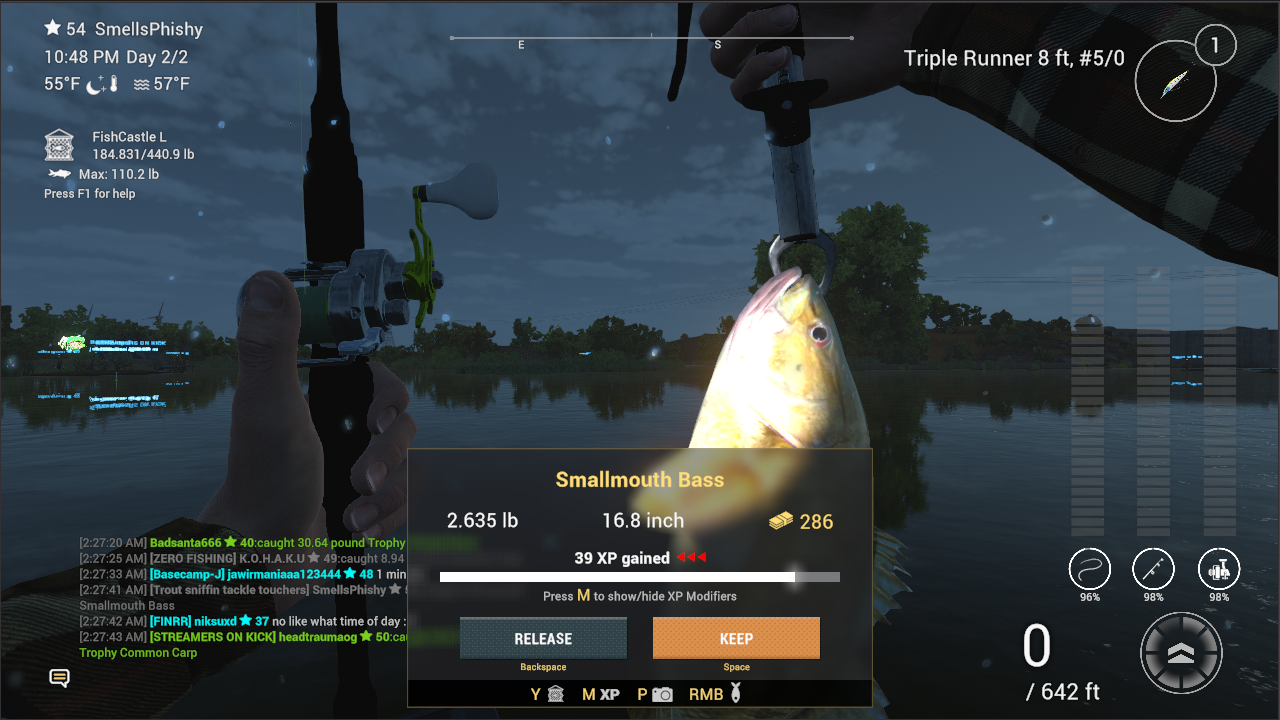 54 SmellsPhishy
10:48 PM Day 2/2
55°F 57°F
FishCastle L
184.831/440.9 lb
Max: 110.2 lb
Press F1 for help
E S
Triple Runner 8 ft, #5/0
1
Smallmouth Bass
2.635 lb 16.8 inch 286
39 XP gained
Press M to show/hide XP Modifiers
RELEASE KEEP
Backspace Space
Y M XP P RMB
[2:27:20 AM] Badsanta666 40:caught 30.64 pound Trophy
[2:27:25 AM] [ZERO FISHING] K.O.H.A.K.U 49:caught 8.94
[2:27:33 AM] [Basecamp-J] jawirmaniaaa123444 48 1 min
[2:27:41 AM] [Trout sniffin tackle touchers] SmellsPhishy
Smallmouth Bass
[2:27:42 AM] [FINRR] niksuxd 37 no like what time of day :
[2:27:43 AM] [STREAMERS ON KICK] headtraumaog 50:cau
Trophy Common Carp
96% 98% 98%
0
/ 642 ft